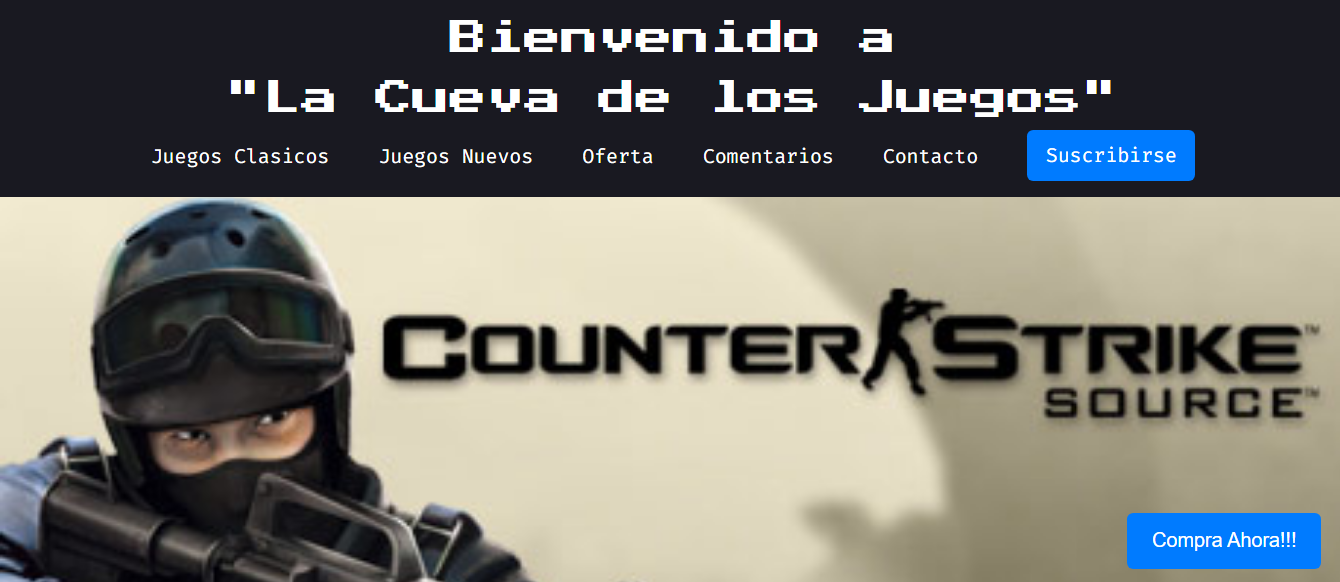 Bienvenido a
"La Cueva de los Juegos"
Juegos Clasicos Juegos Nuevos Oferta Comentarios Contacto Suscribirse
COUNTER STRIKE™
SOURCE™
Compra Ahora!!!